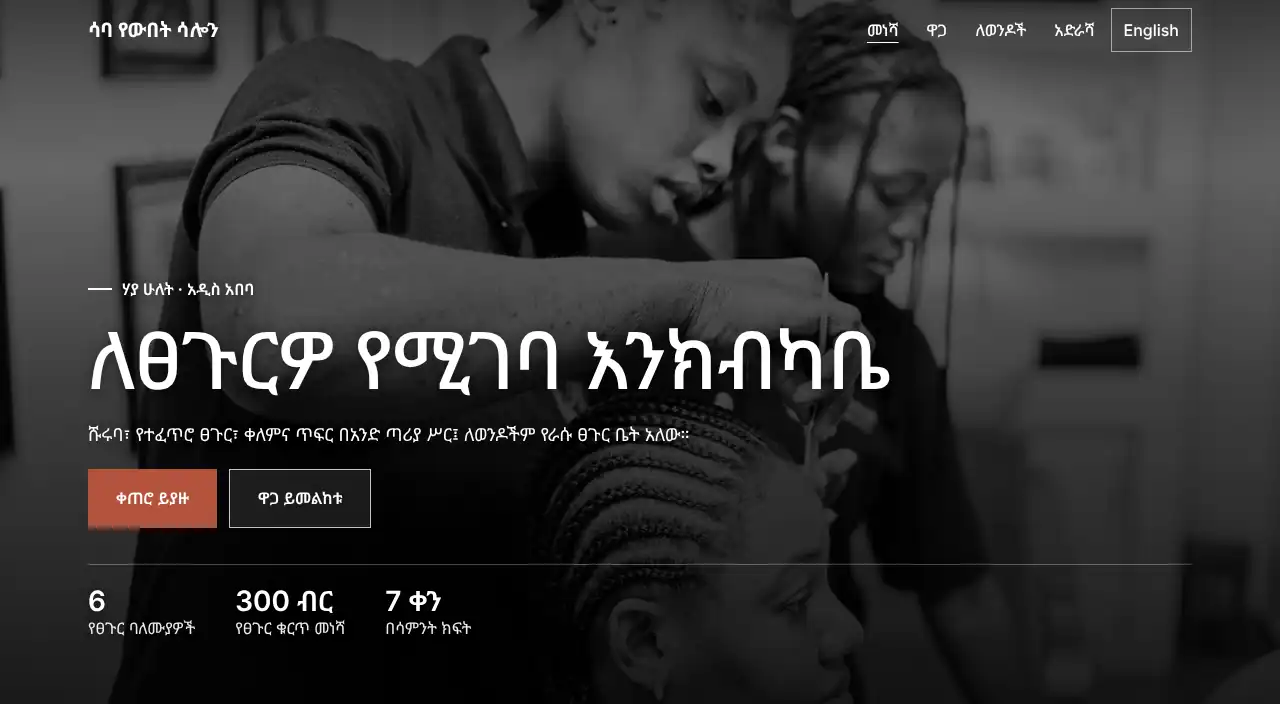 ሳባ የውበት ሳሎን
መነሻ ዋጋ ለወንዶች አድራሻ English
ሃያ ሁለት · አዲስ አበባ
ለፀጉርዎ የሚገባ እንክብካቤ
ሹሩባ፣ የተፈጥሮ ፀጉር፣ ቀለምና ጥፍር በአንድ ጣሪያ ሥር፤ ለወንዶችም የራሱ ፀጉር ቤት አለው።
ቀጠሮ ይያዙ ዋጋ ይመልከቱ
6 300 ብር 7 ቀን
የፀጉር ባለሙያዎች የፀጉር ቁርጥ መነሻ በሳምንት ክፍት